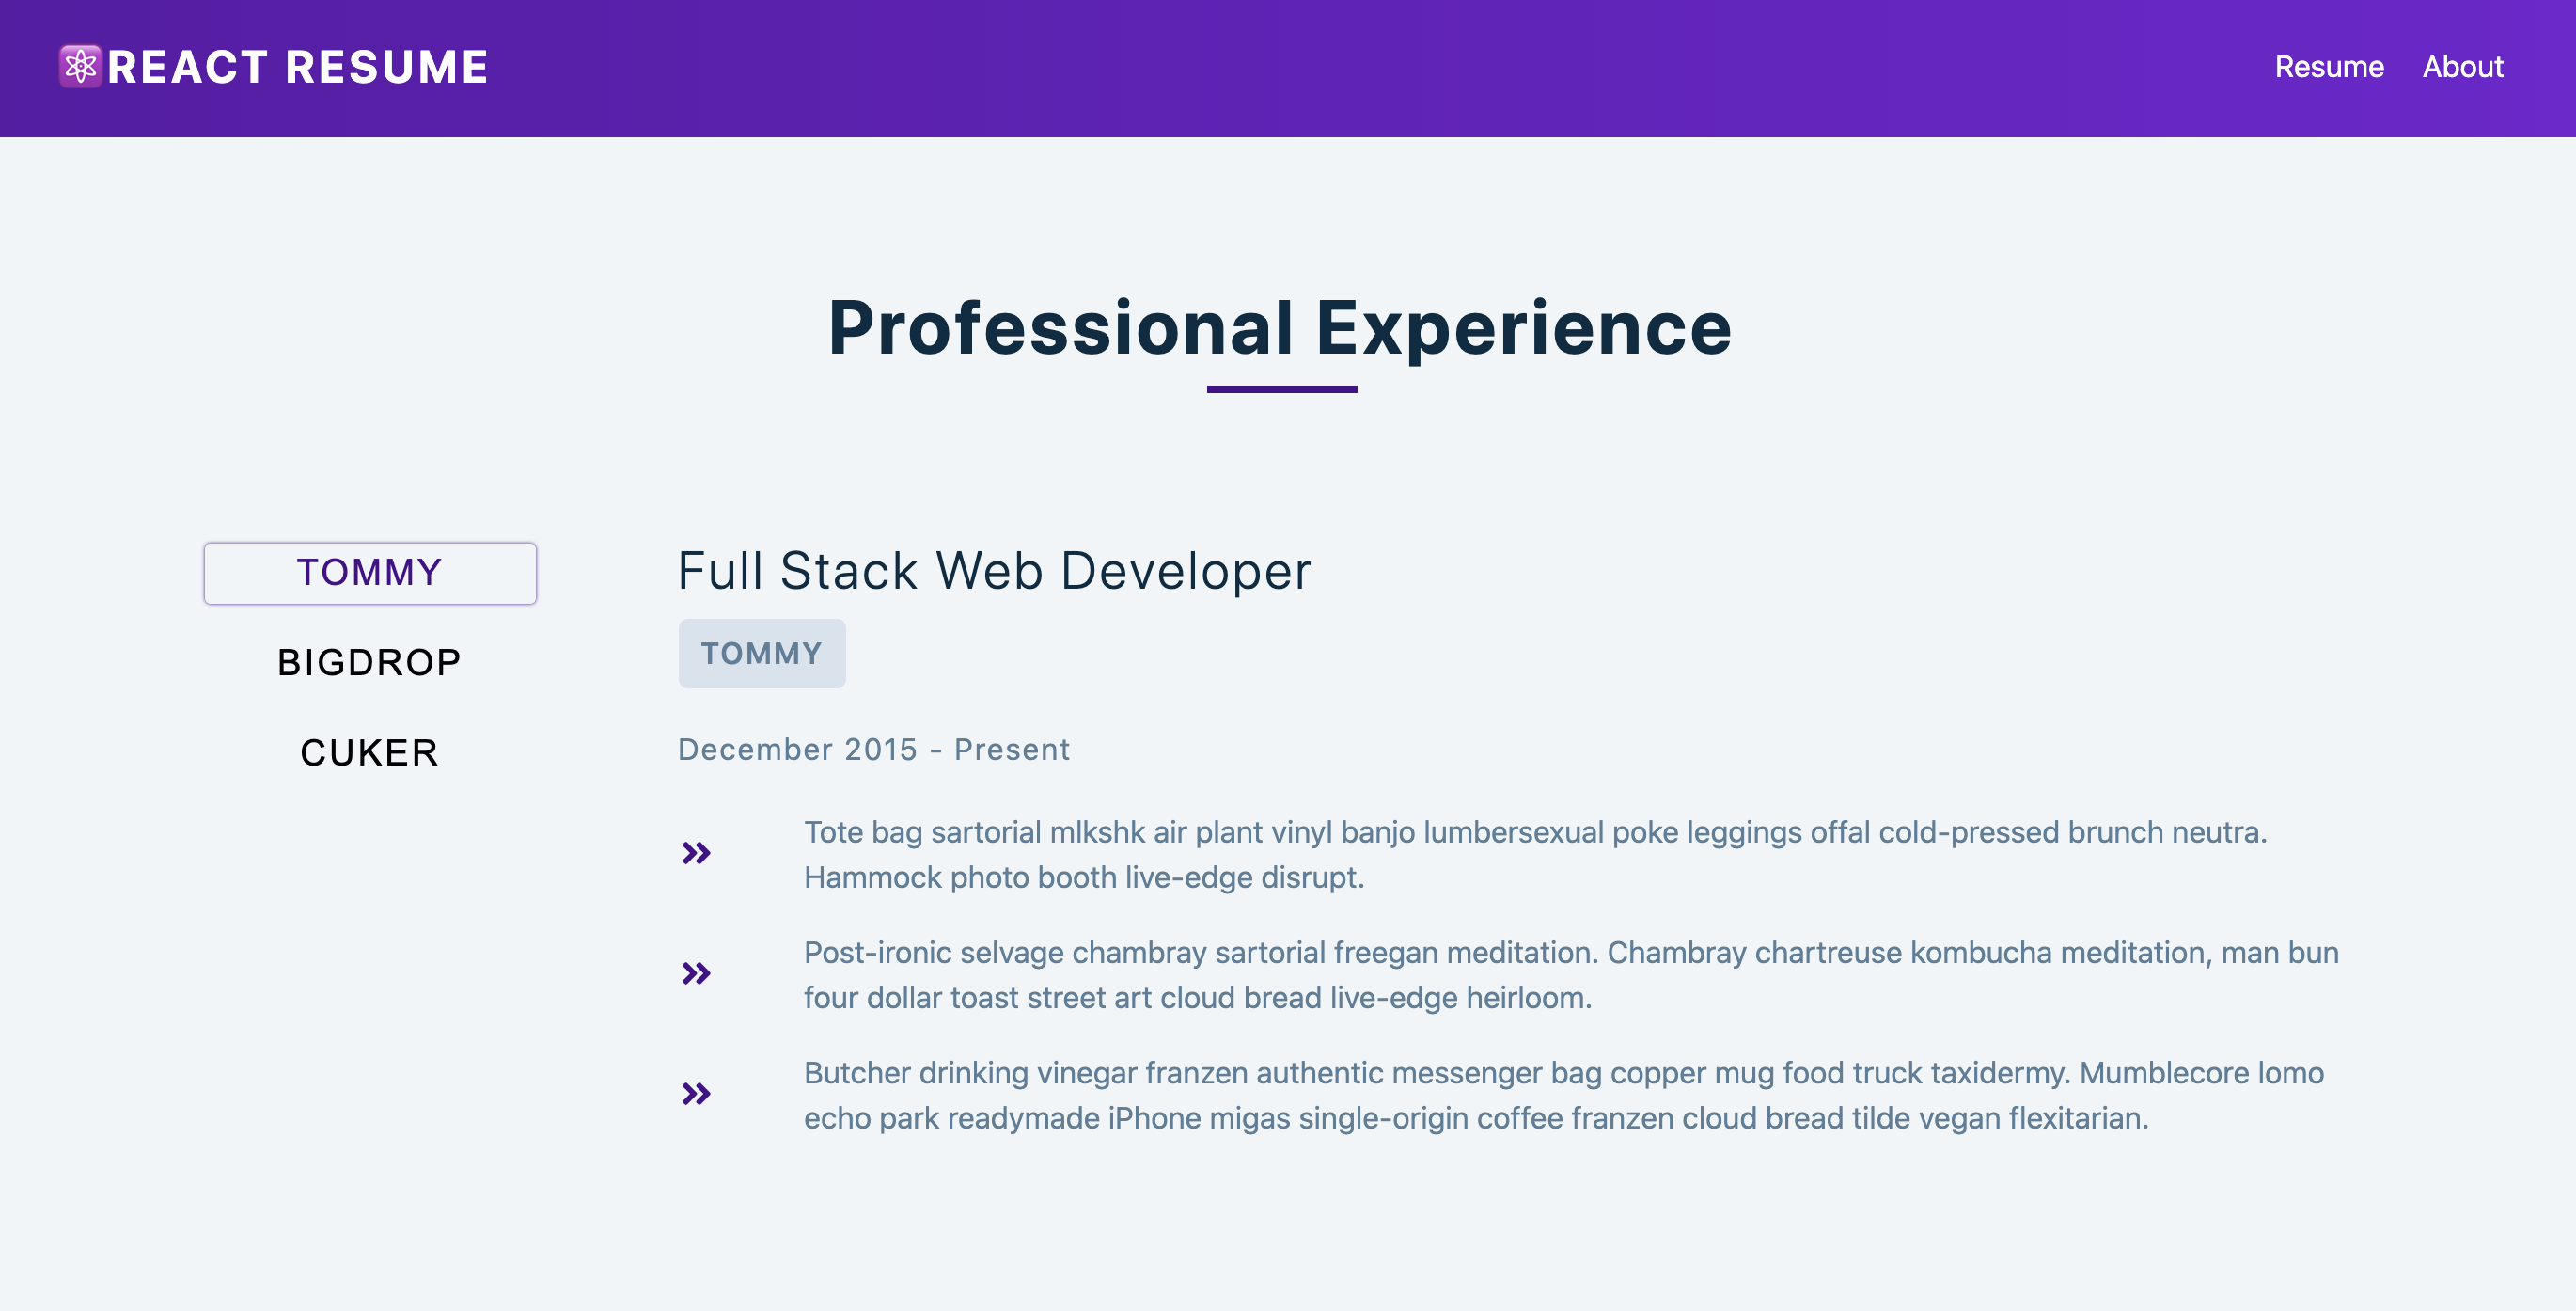 ⚛REACT RESUME
Resume
About
Professional Experience
TOMMY
BIGDROP
CUKER
Full Stack Web Developer
TOMMY
December 2015 - Present
Tote bag sartorial mlkshk air plant vinyl banjo lumbersexual poke leggings offal cold-pressed brunch neutra.
Hammock photo booth live-edge disrupt.
Post-ironic selvage chambray sartorial freegan meditation. Chambray chartreuse kombucha meditation, man bun
four dollar toast street art cloud bread live-edge heirloom.
Butcher drinking vinegar franzen authentic messenger bag copper mug food truck taxidermy. Mumblecore lomo
echo park readymade iPhone migas single-origin coffee franzen cloud bread tilde vegan flexitarian.